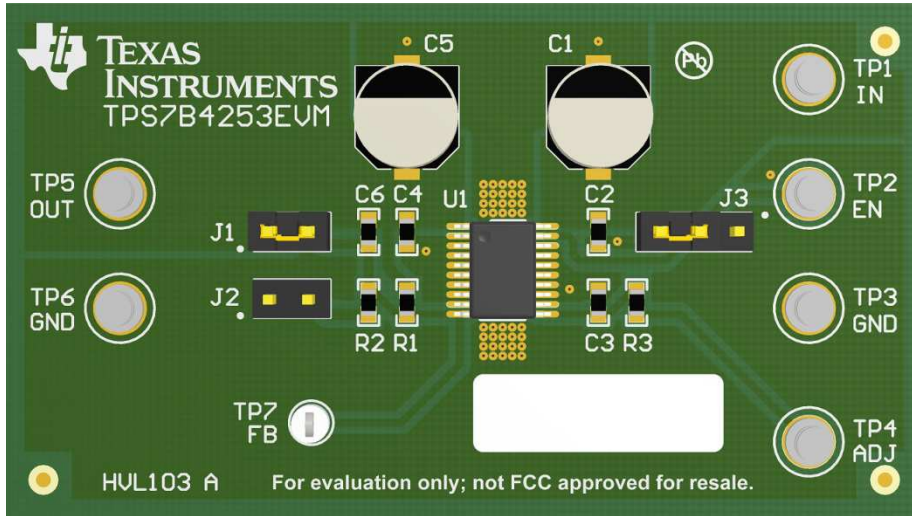 TEXAS
INSTRUMENTS
TPS7B4253EVM
C5
C1
Pb
TP1
IN
TP5
OUT
C6
C4
U1
C2
J3
TP2
EN
J1
TP6
GND
J2
TP3
GND
R2
R1
C3
R3
TP7
FB
TP4
ADJ
HVL103 A
For evaluation only; not FCC approved for resale.